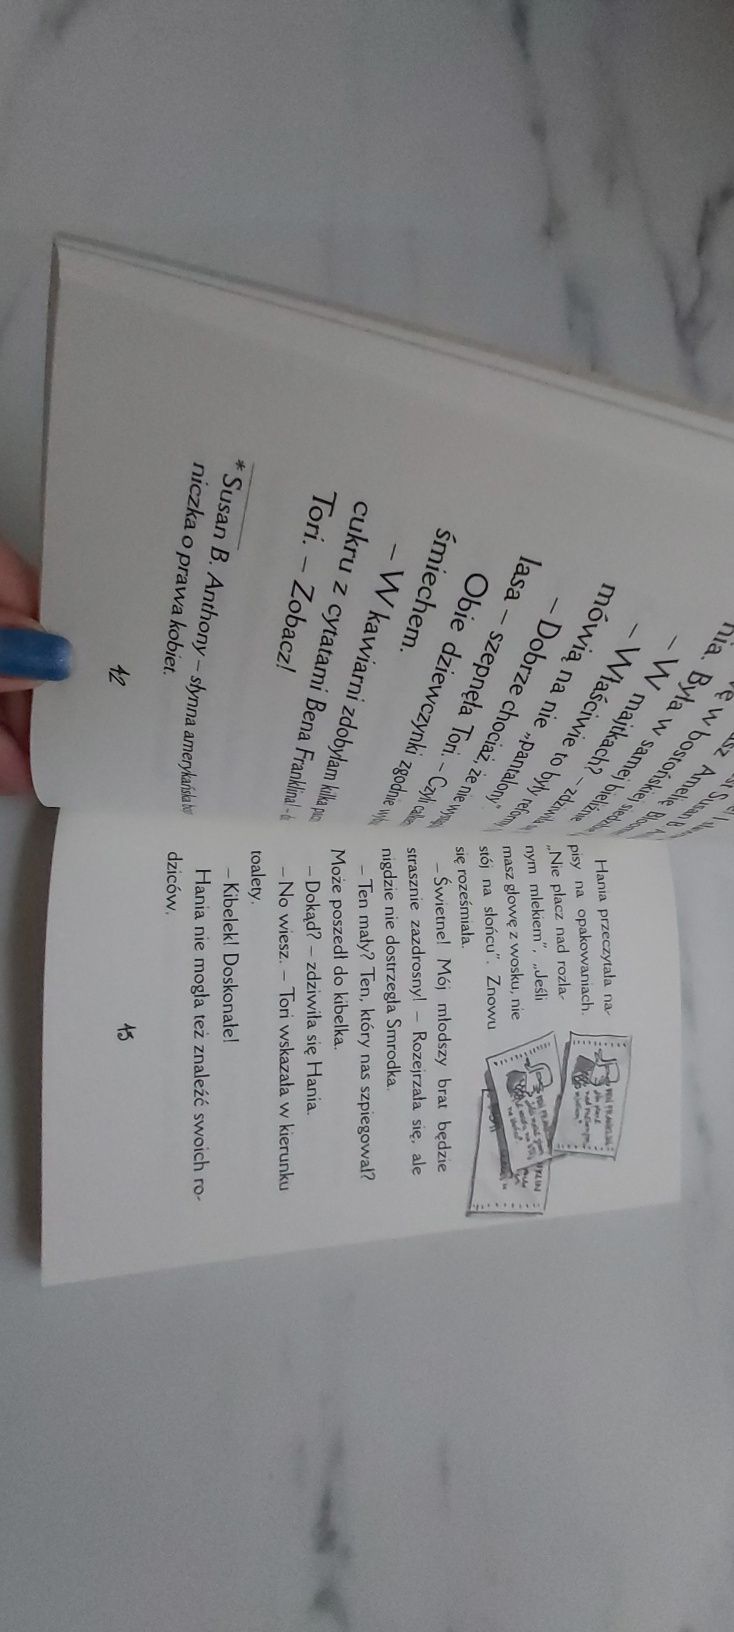 nia. Była w bostońskiej
– W samej bieliźnie
– W majtkach? – zdziwiła
– Właściwie to były reformy
mówią na nie „pantalony”.
– Dobrze chociaż, że nie
lasa – szepnęła Tori. – Czyli
Obie dziewczynki zgodnie
śmiechem.
– W kawiarni zdobyłam kilka
cukru z cytatami Bena Franklina! –
Tori. – Zobacz!
* Susan B. Anthony – słynna amerykańska
niczka o prawa kobiet.
12
Hania przeczytała na-
pisy na opakowaniach.
„Nie płacz nad rozla-
nym mlekiem”, „Jeśli
masz głowę z wosku, nie
stój na słońcu”. Znowu
się roześmiała.
– Świetne! Mój młodszy brat będzie
strasznie zazdrosny! – Rozejrzała się, ale
nigdzie nie dostrzegła Smrodka.
– Ten mały? Ten, który nas szpiegował?
Może poszedł do kibelka.
– Dokąd? – zdziwiła się Hania.
– No wiesz. – Tori wskazała w kierunku
toalety.
– Kibelek! Doskonałe!
Hania nie mogła też znaleźć swoich ro-
dziców.
13